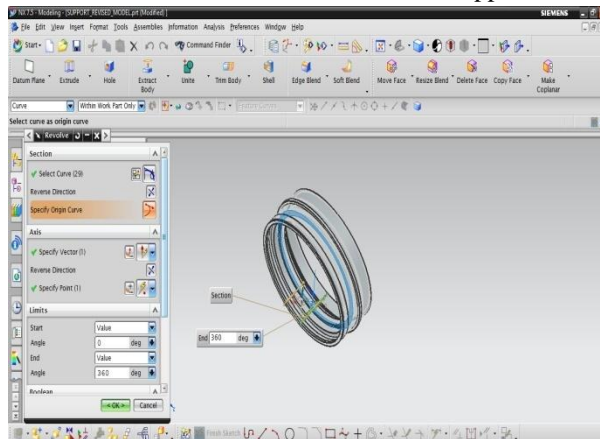 NX 7.5 - Modeling - [SUPPORT_REVISED_MODEL.prt (Modified) ]
SIEMENS
File Edit View Insert Format Tools Assemblies Information Analysis Preferences Window Help
Start Command Finder
Datum Plane Extrude Hole Extract Body Unite Trim Body Shell Edge Blend Soft Blend Move Face Resize Blend Delete Face Copy Face Make Coplanar
Curve Within Work Part Only
Select curve as origin curve
Revolve
Section
Select Curve (29)
Reverse Direction
Specify Origin Curve
Axis
Specify Vector (1)
Reverse Direction
Specify Point (1)
Limits
Start Value
Angle 0 deg
End Value
Angle 360 deg
Boolean
OK Cancel
Section
End 360 deg
Finish Sketch